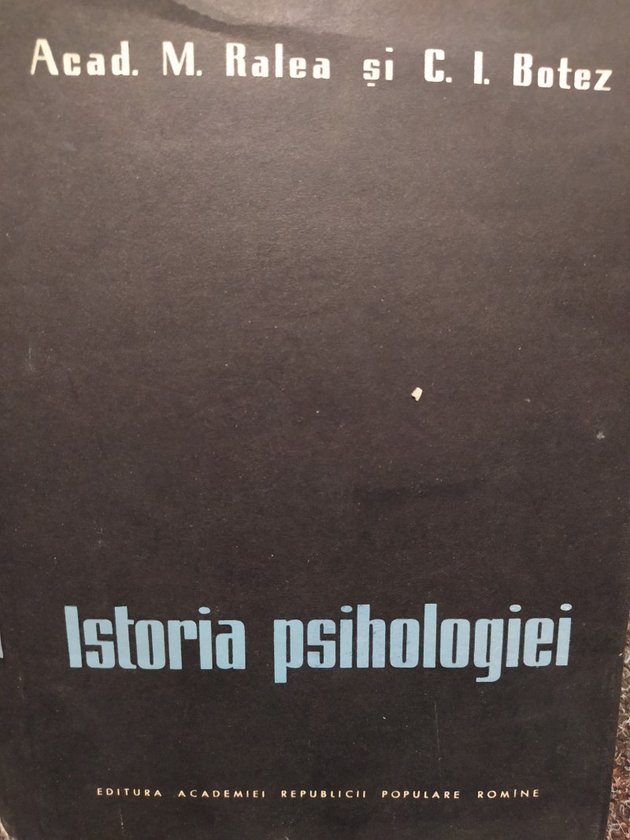 Acad. M. Ralea și C. I. Botez
Istoria psihologiei
EDITURA ACADEMIEI REPUBLICII POPULARE ROMÎNE